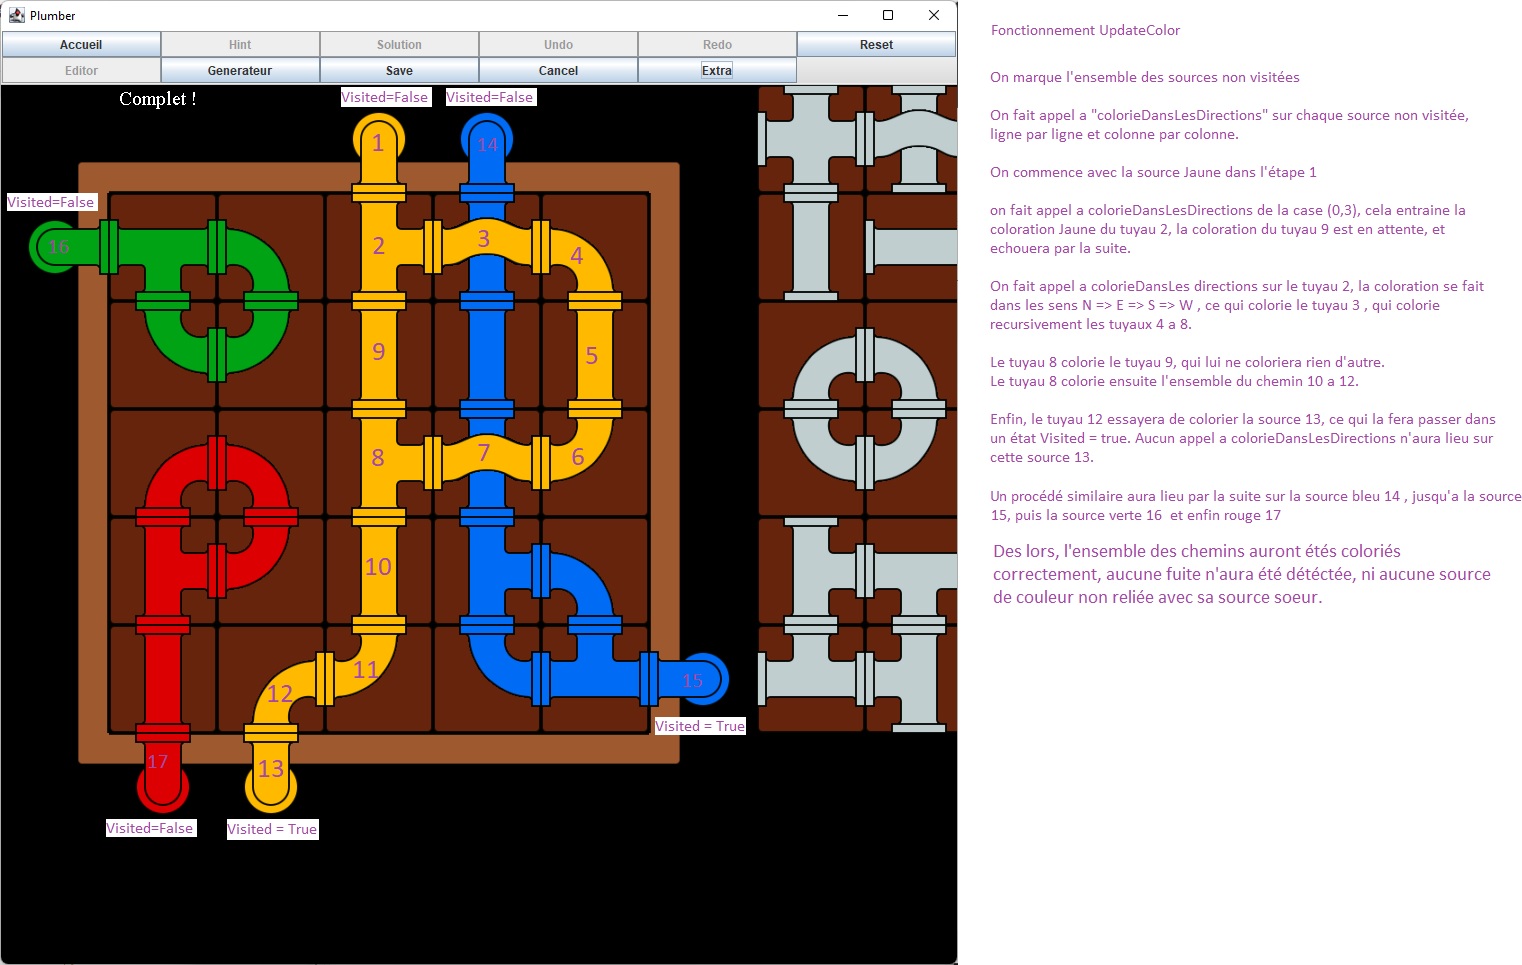 Plumber
Accueil Hint Solution Undo Redo Reset
Editor Generateur Save Cancel Extra
Complet !
Visited=False Visited=False
1 14
Visited=False
16 2 3 4
9 5
8 7 6
10
11 15
12
Visited = True
17 13
Visited=False Visited = True
Fonctionnement UpdateColor
On marque l'ensemble des sources non visitées
On fait appel a "colorieDansLesDirections" sur chaque source non visitée,
ligne par ligne et colonne par colonne.
On commence avec la source Jaune dans l'étape 1
on fait appel a colorieDansLesDirections de la case (0,3), cela entraine la
coloration Jaune du tuyau 2, la coloration du tuyau 9 est en attente, et
echouera par la suite.
On fait appel a colorieDansLes directions sur le tuyau 2, la coloration se fait
dans les sens N => E => S => W , ce qui colorie le tuyau 3 , qui colorie
recursivement les tuyaux 4 a 8.
Le tuyau 8 colorie le tuyau 9, qui lui ne coloriera rien d'autre.
Le tuyau 8 colorie ensuite l'ensemble du chemin 10 a 12.
Enfin, le tuyau 12 essayera de colorier la source 13, ce qui la fera passer dans
un état Visited = true. Aucun appel a colorieDansLesDirections n'aura lieu sur
cette source 13.
Un procédé similaire aura lieu par la suite sur la source bleu 14 , jusqu'a la source
15, puis la source verte 16 et enfin rouge 17
Des lors, l'ensemble des chemins auront étés coloriés
correctement, aucune fuite n'aura été détéctée, ni aucune source
de couleur non reliée avec sa source soeur.